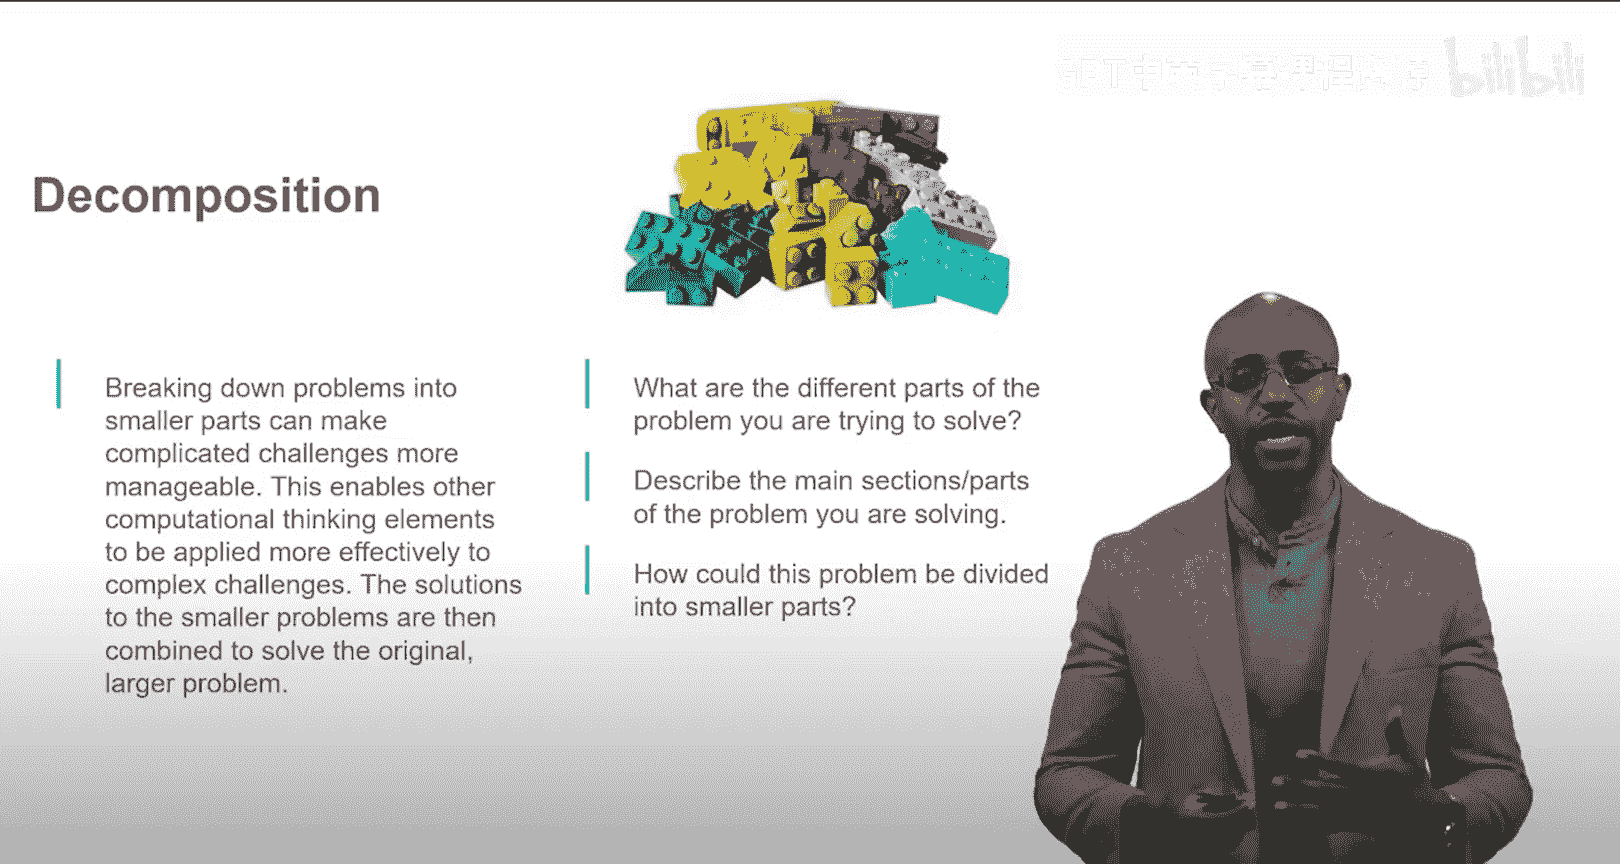 bilibili
Decomposition
Breaking down problems into
smaller parts can make
complicated challenges more
manageable. This enables other
computational thinking elements
to be applied more effectively to
complex challenges. The solutions
to the smaller problems are then
combined to solve the original,
larger problem.
What are the different parts of the
problem you are trying to solve?
Describe the main sections/parts
of the problem you are solving.
How could this problem be divided
into smaller parts?